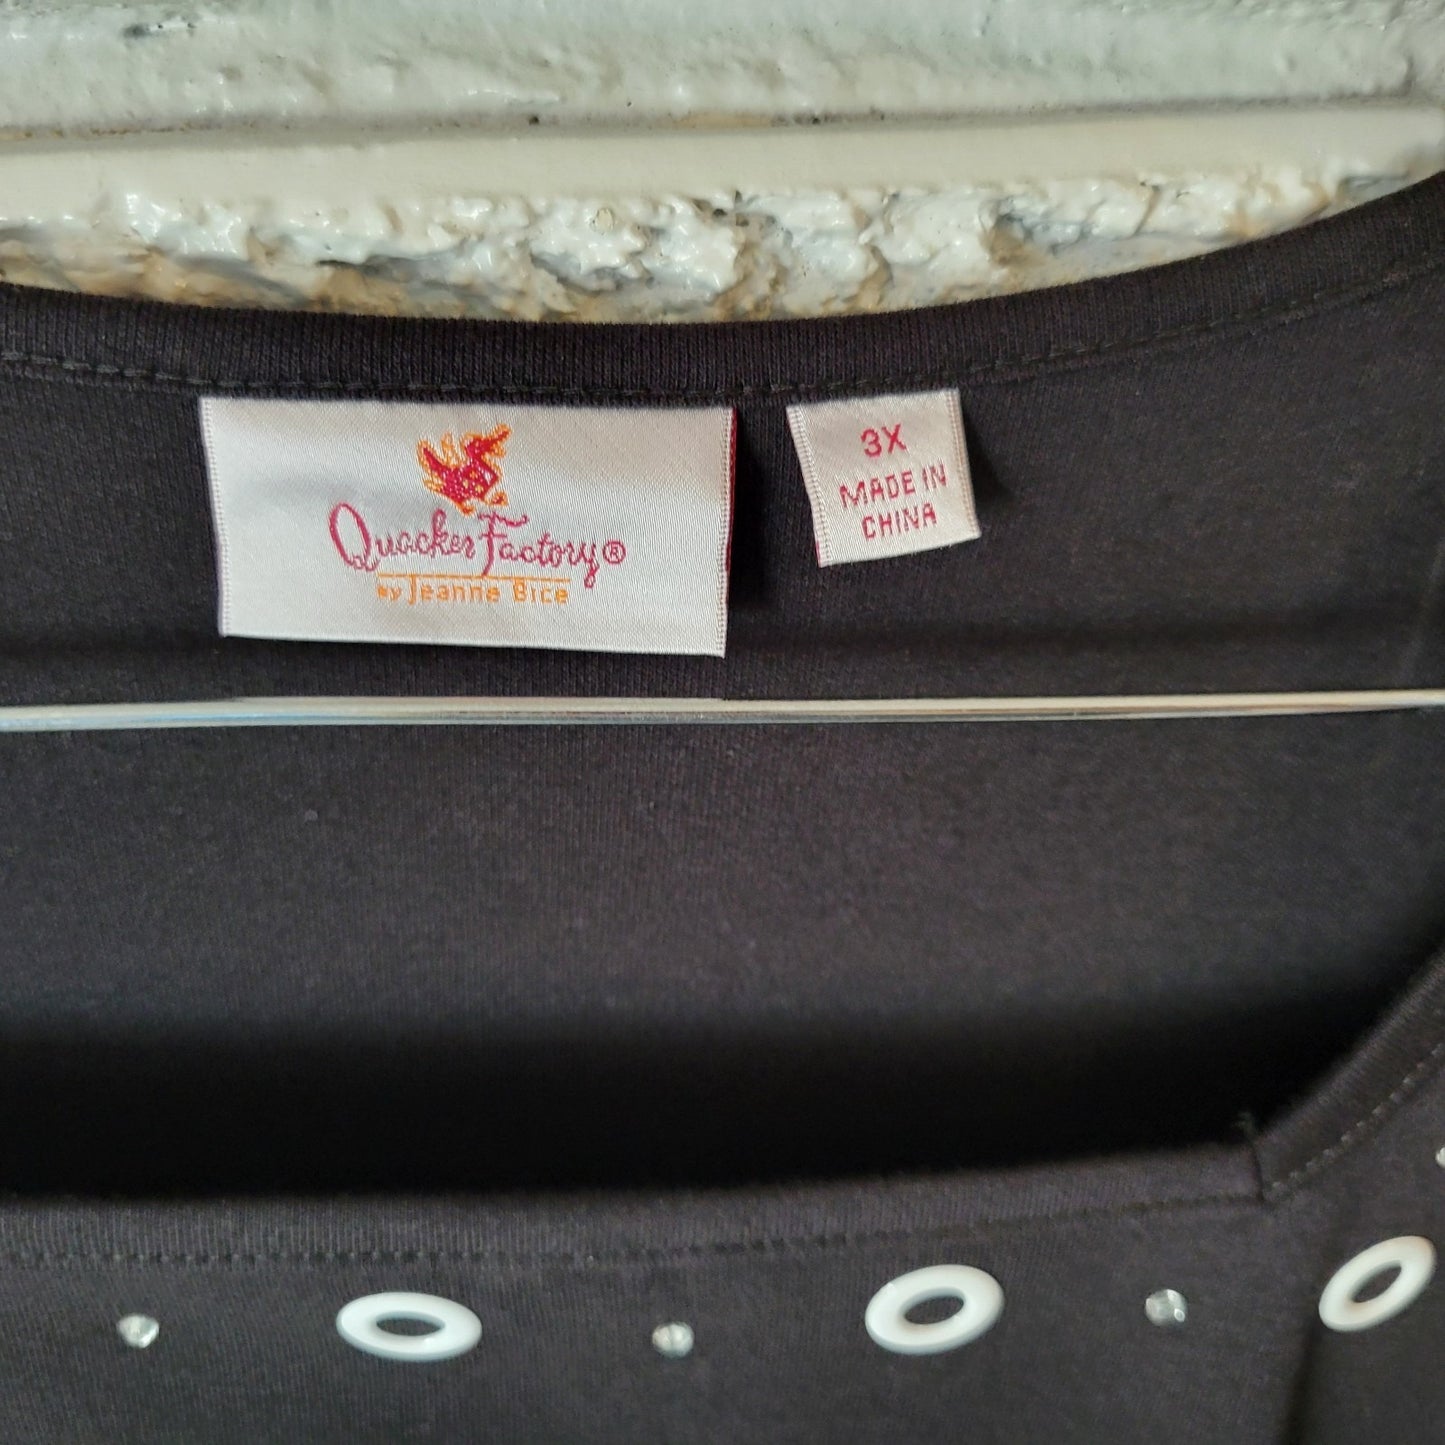 Quacker Factory®
by Jeanne Bice
3X
MADE IN
CHINA